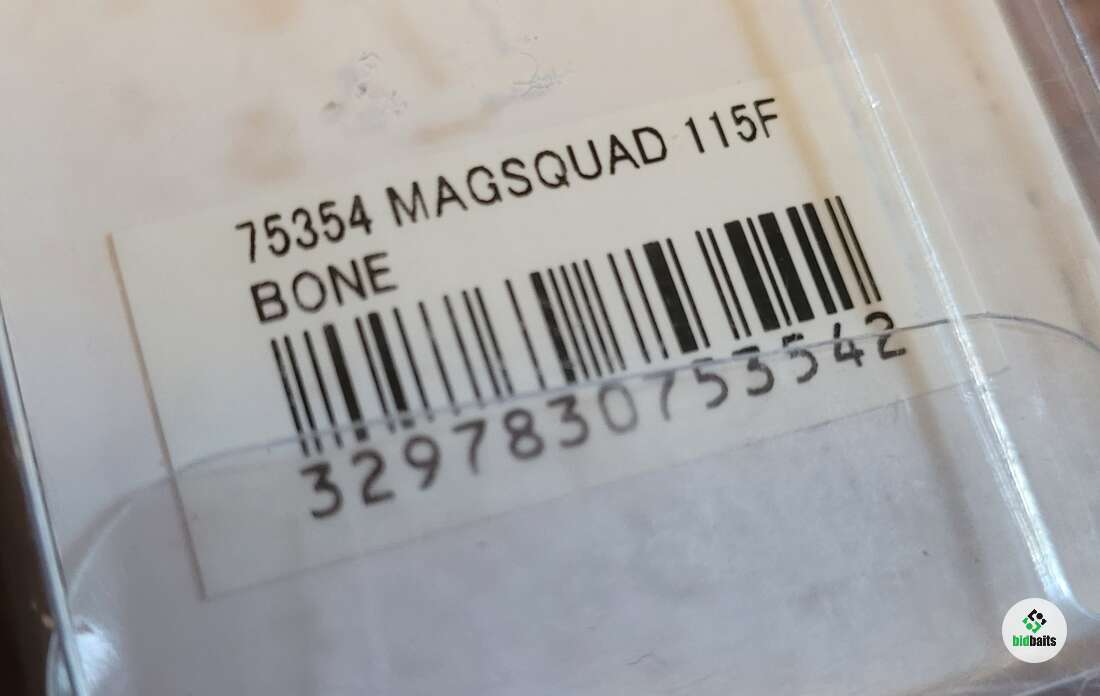 75354 MAGSQUAD 115F
BONE
3297830753542
bidbaits